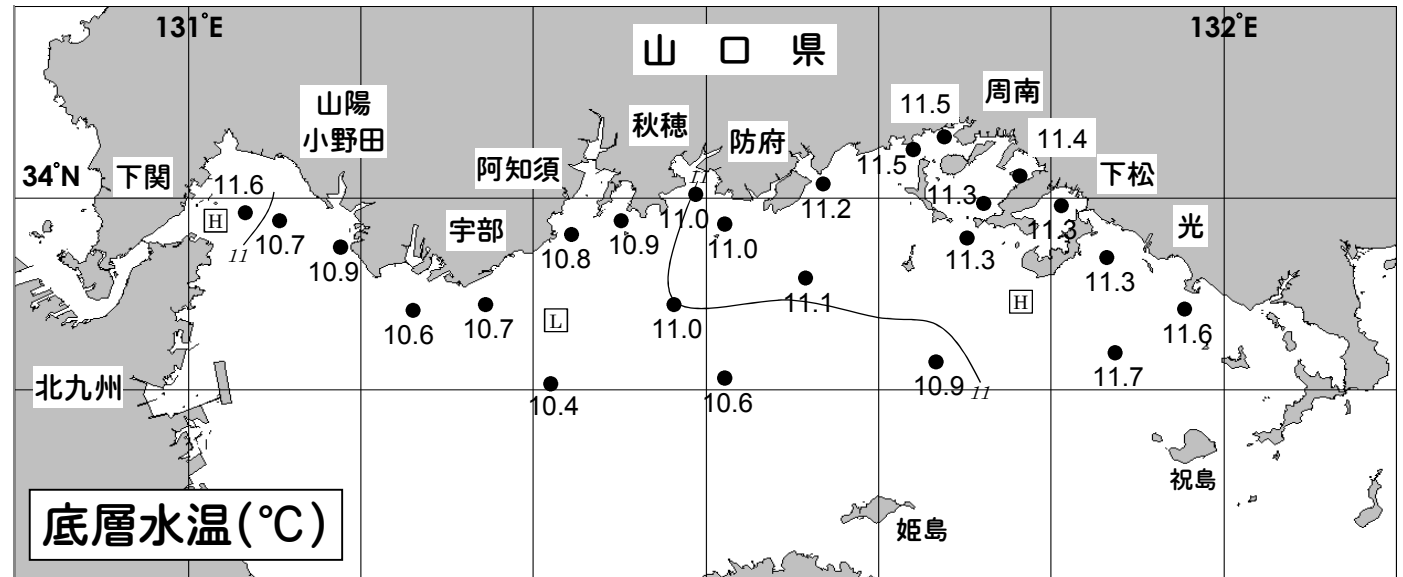 131°E
132°E
山 口 県
周南
11.5
山陽
小野田
秋穂
防府
11.4
11.5
下松
阿知須
34°N
下関
11.6
11
11.2
11.3
H
10.7
11.0
11.0
11.3
光
宇部
10.8
10.9
11.3
11
10.9
11.3
H
L
11.1
10.6
10.7
11.0
11.6
11.7
北九州
10.4
10.6
10.9
11
祝島
底層水温(℃)
姫島